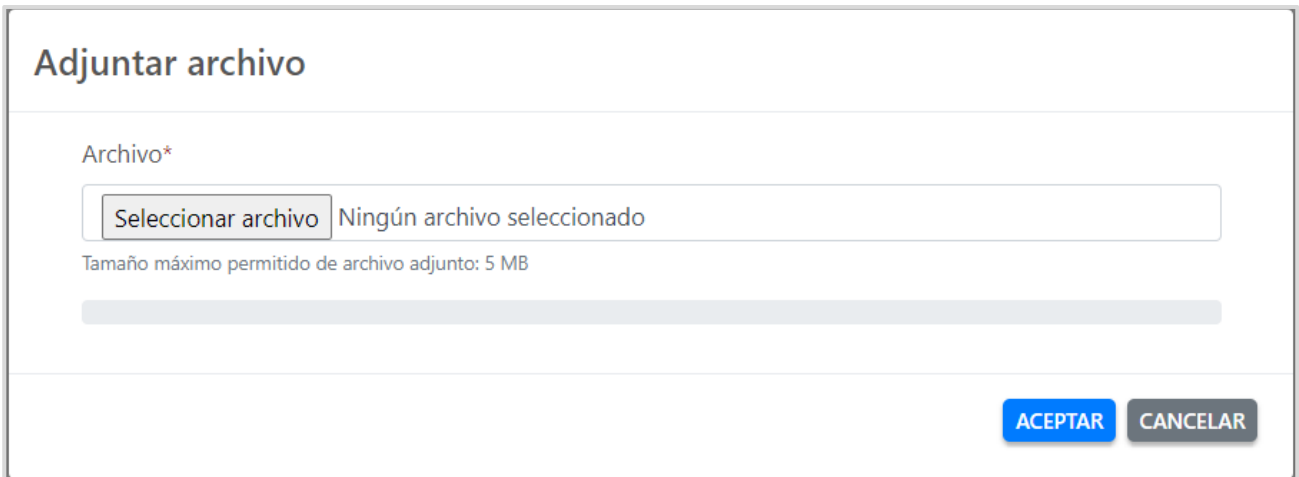 Adjuntar archivo
Archivo*
Seleccionar archivo Ningún archivo seleccionado
Tamaño máximo permitido de archivo adjunto: 5 MB
ACEPTAR CANCELAR